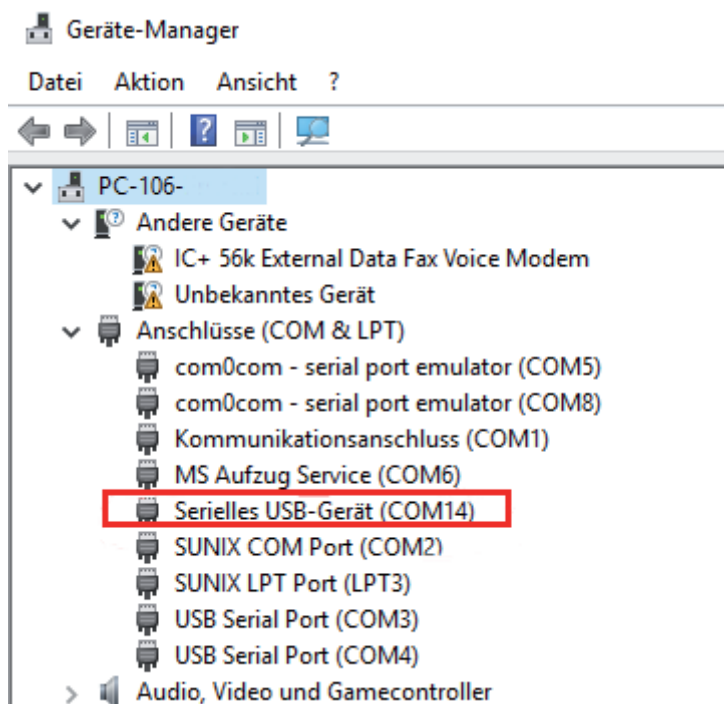 Geräte-Manager
Datei Aktion Ansicht ?
PC-106-
Andere Geräte
IC+ 56k External Data Fax Voice Modem
Unbekanntes Gerät
Anschlüsse (COM & LPT)
com0com - serial port emulator (COM5)
com0com - serial port emulator (COM8)
Kommunikationsanschluss (COM1)
MS Aufzug Service (COM6)
Serielles USB-Gerät (COM14)
SUNIX COM Port (COM2)
SUNIX LPT Port (LPT3)
USB Serial Port (COM3)
USB Serial Port (COM4)
Audio, Video und Gamecontroller